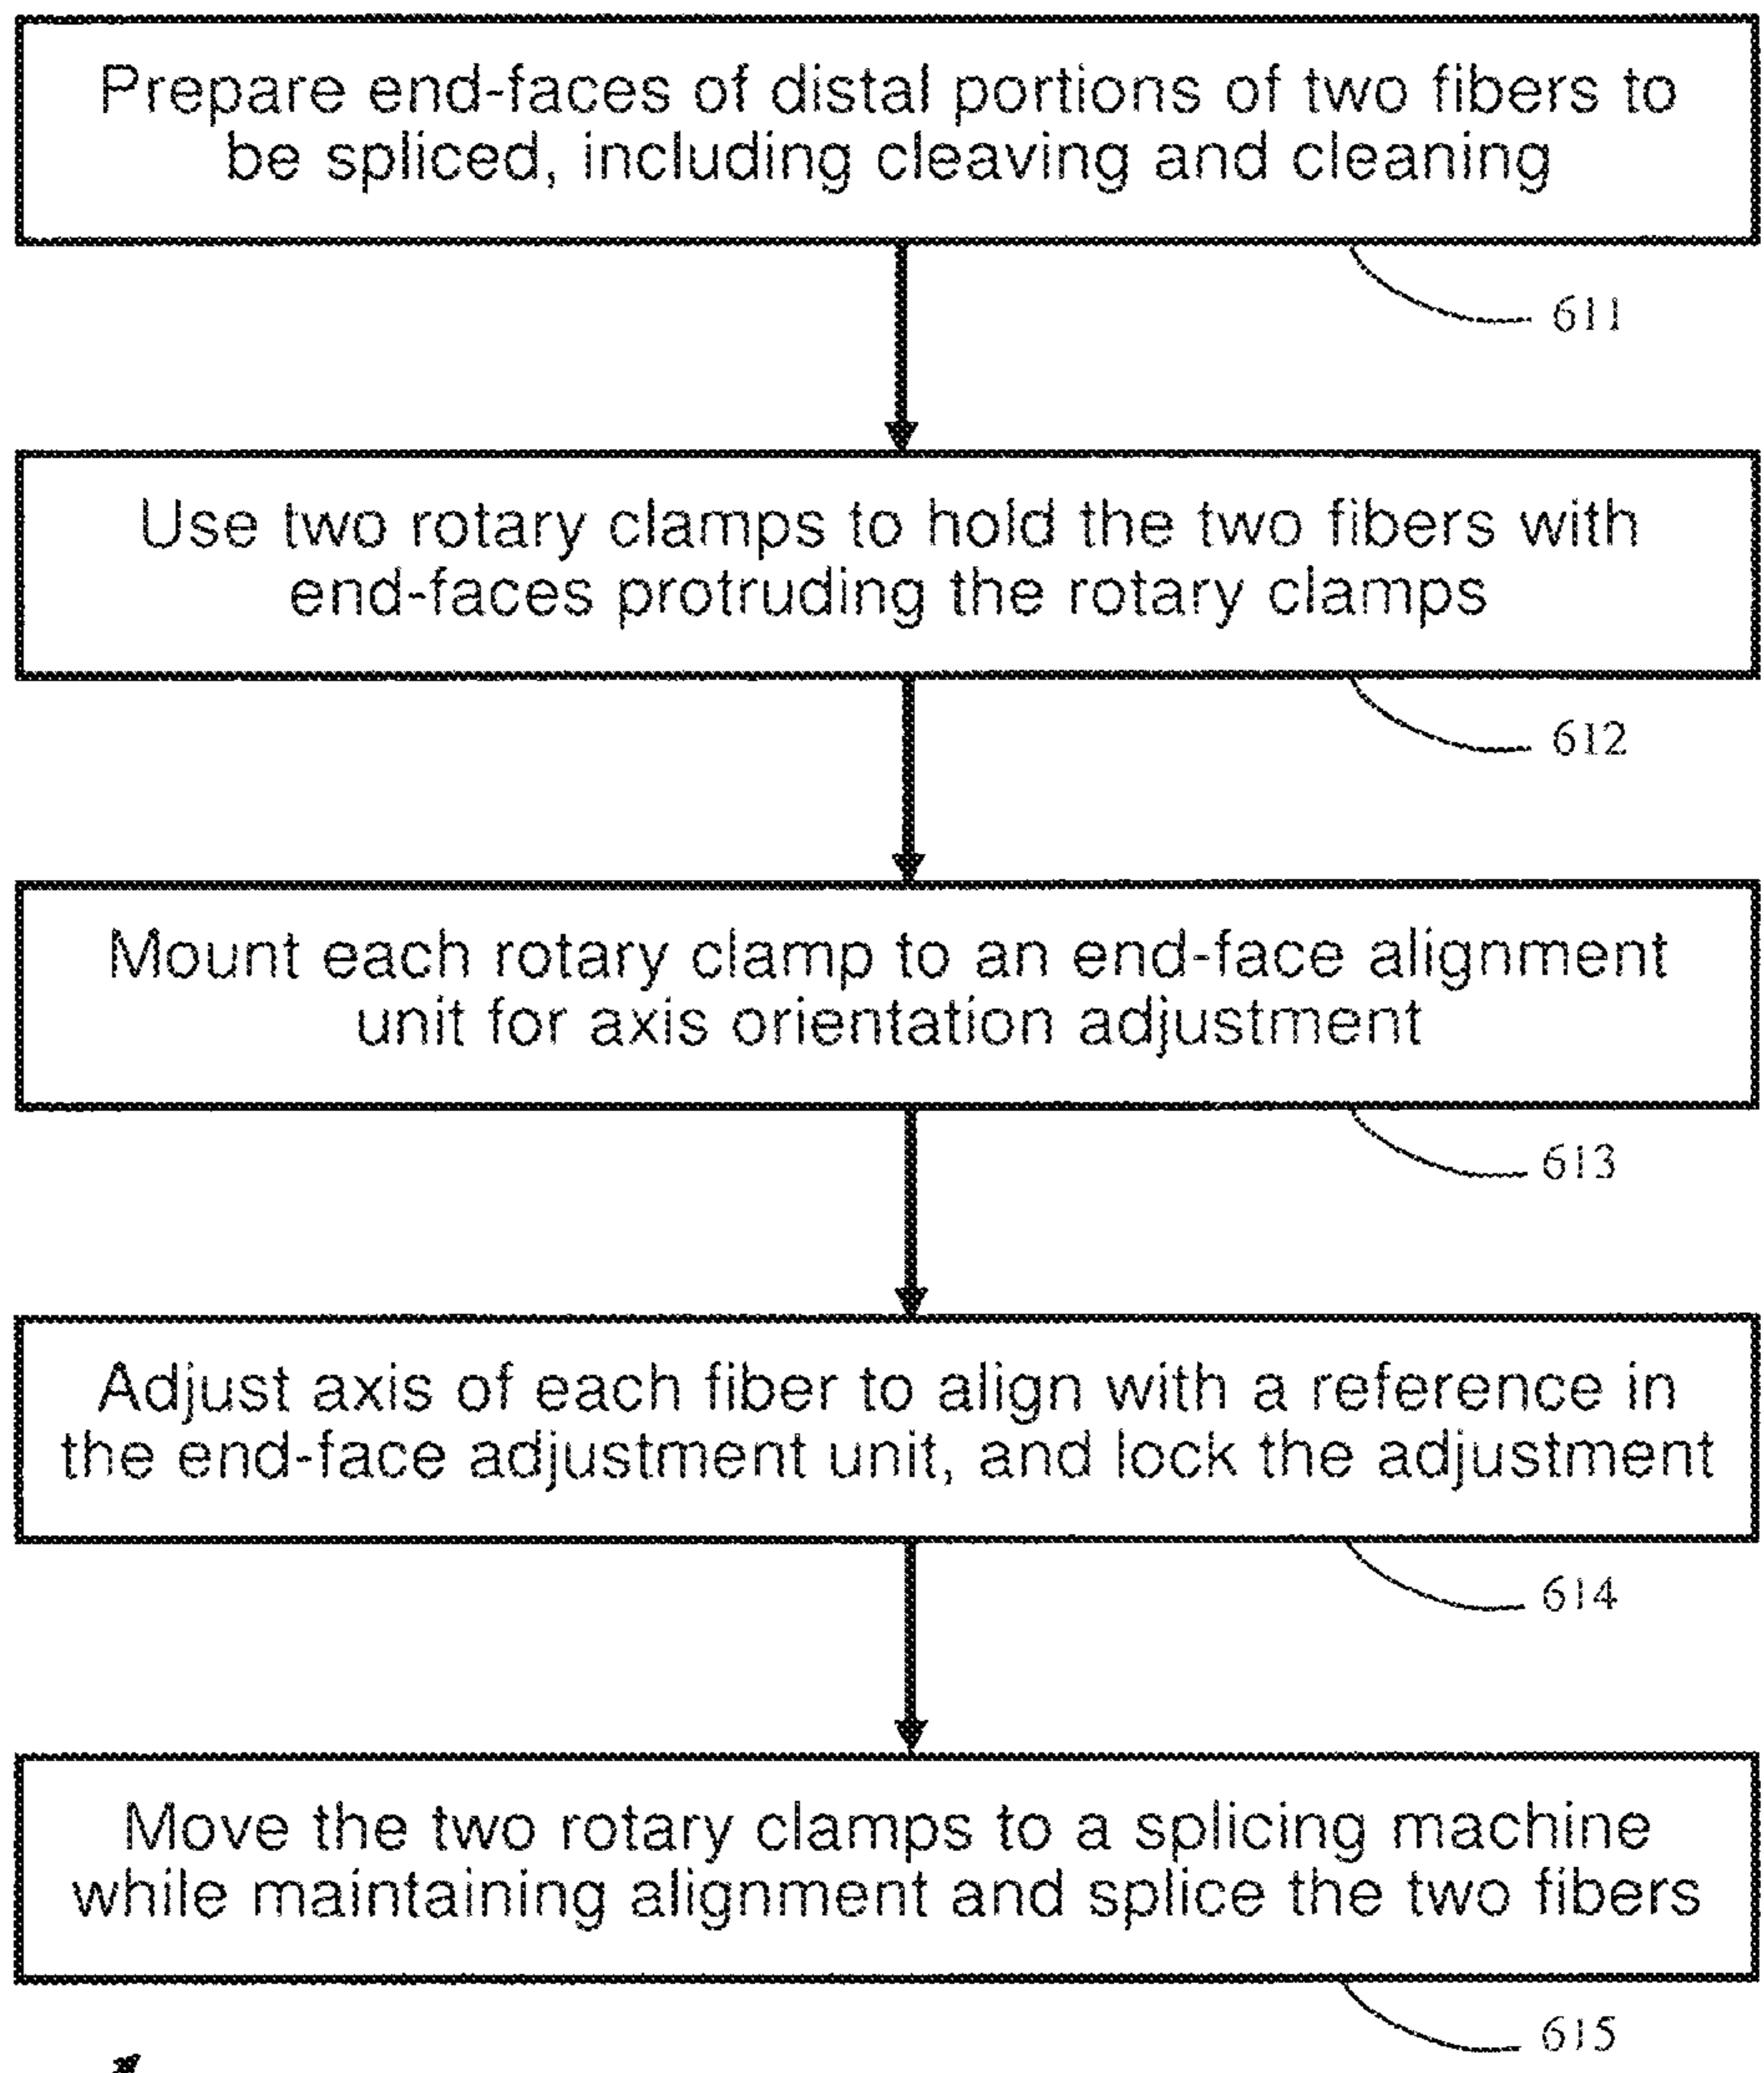 Prepare end-faces of distal portions of two fibers to
be spliced, including cleaving and cleaning
611
Use two rotary clamps to hold the two fibers with
end-faces protruding the rotary clamps
612
Mount each rotary clamp to an end-face alignment
unit for axis orientation adjustment
613
Adjust axis of each fiber to align with a reference in
the end-face adjustment unit, and lock the adjustment
614
Move the two rotary clamps to a splicing machine
while maintaining alignment and splice the two fibers
615